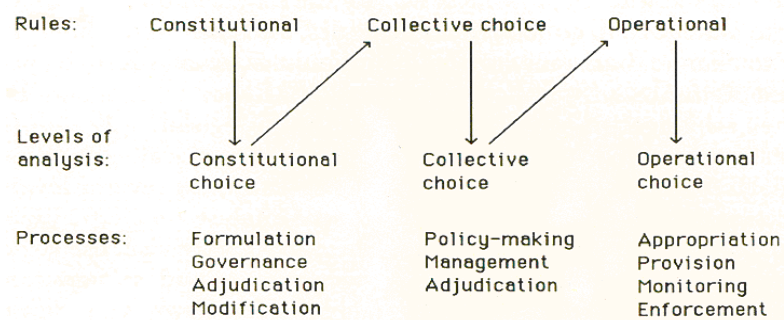 Rules: Constitutional Collective choice Operational
Levels of
analysis: Constitutional Collective Operational
choice choice choice
Processes: Formulation Policy-making Appropriation
Governance Management Provision
Adjudication Adjudication Monitoring
Modification Enforcement